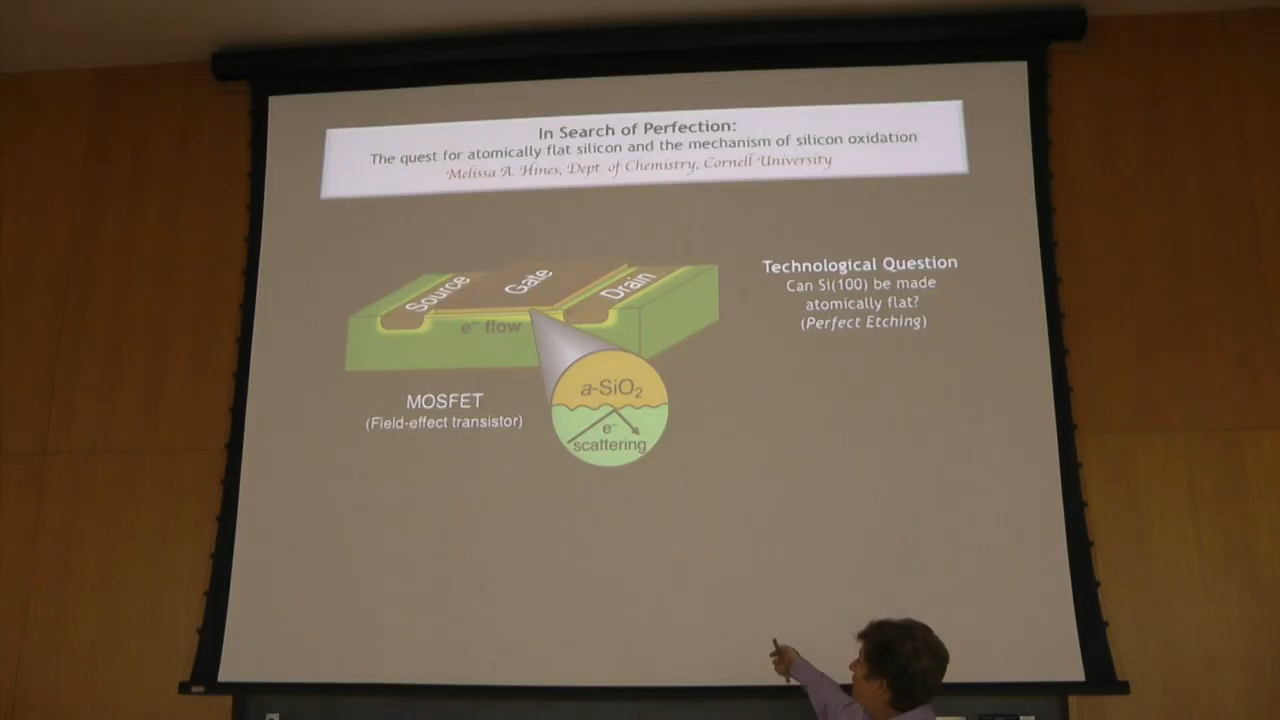 In Search of Perfection:
The quest for atomically flat silicon and the mechanism of silicon oxidation
Melissa A. Hines, Dept. of Chemistry, Cornell University
Source
Gate
Drain
e⁻ flow
MOSFET
(Field-effect transistor)
a-SiO₂
e⁻
scattering
Technological Question
Can Si(100) be made
atomically flat?
(Perfect Etching)